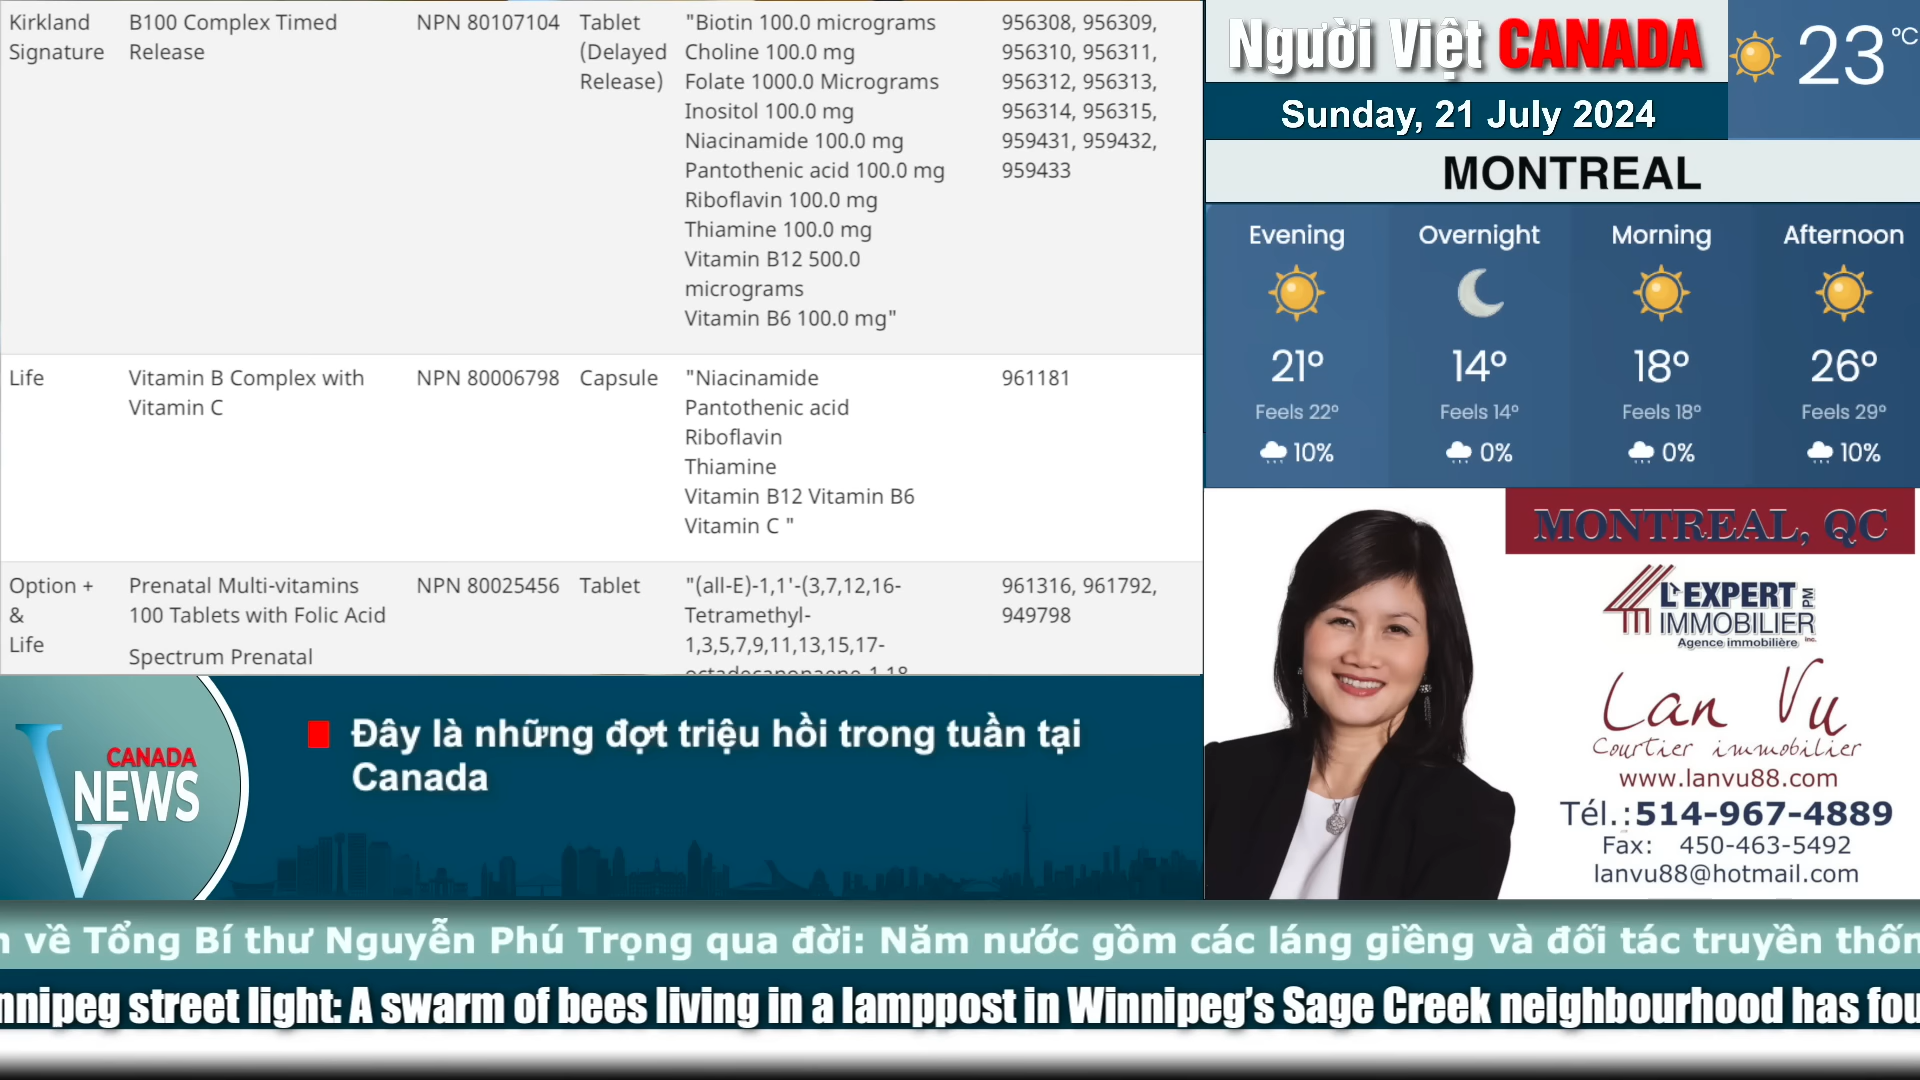 Kirkland
Signature
B100 Complex Timed
Release
NPN 80107104
Tablet
(Delayed
Release)
"Biotin 100.0 micrograms
Choline 100.0 mg
Folate 1000.0 Micrograms
Inositol 100.0 mg
Niacinamide 100.0 mg
Pantothenic acid 100.0 mg
Riboflavin 100.0 mg
Thiamine 100.0 mg
Vitamin B12 500.0
micrograms
Vitamin B6 100.0 mg"
956308, 956309,
956310, 956311,
956312, 956313,
956314, 956315,
959431, 959432,
959433
Life
Vitamin B Complex with
Vitamin C
NPN 80006798
Capsule
"Niacinamide
Pantothenic acid
Riboflavin
Thiamine
Vitamin B12 Vitamin B6
Vitamin C "
961181
Option +
&
Life
Prenatal Multi-vitamins
100 Tablets with Folic Acid
Spectrum Prenatal
NPN 80025456
Tablet
"(all-E)-1,1'-(3,7,12,16-
Tetramethyl-
1,3,5,7,9,11,13,15,17-
961316, 961792,
949798
Người Việt CANADA
Sunday, 21 July 2024
23 °C
MONTREAL
Evening Overnight Morning Afternoon
21° 14° 18° 26°
Feels 22° Feels 14° Feels 18° Feels 29°
10% 0% 0% 10%
MONTREAL, QC
L'EXPERT PM
IMMOBILIER inc.
Agence immobilière
Lan Vu
Courtier immobilier
www.lanvu88.com
Tél.:514-967-4889
Fax: 450-463-5492
lanvu88@hotmail.com
V CANADA
NEWS
Đây là những đợt triệu hồi trong tuần tại
Canada
n về Tổng Bí thư Nguyễn Phú Trọng qua đời: Năm nước gồm các láng giềng và đối tác truyền thốn
nnipeg street light: A swarm of bees living in a lamppost in Winnipeg's Sage Creek neighbourhood has fou